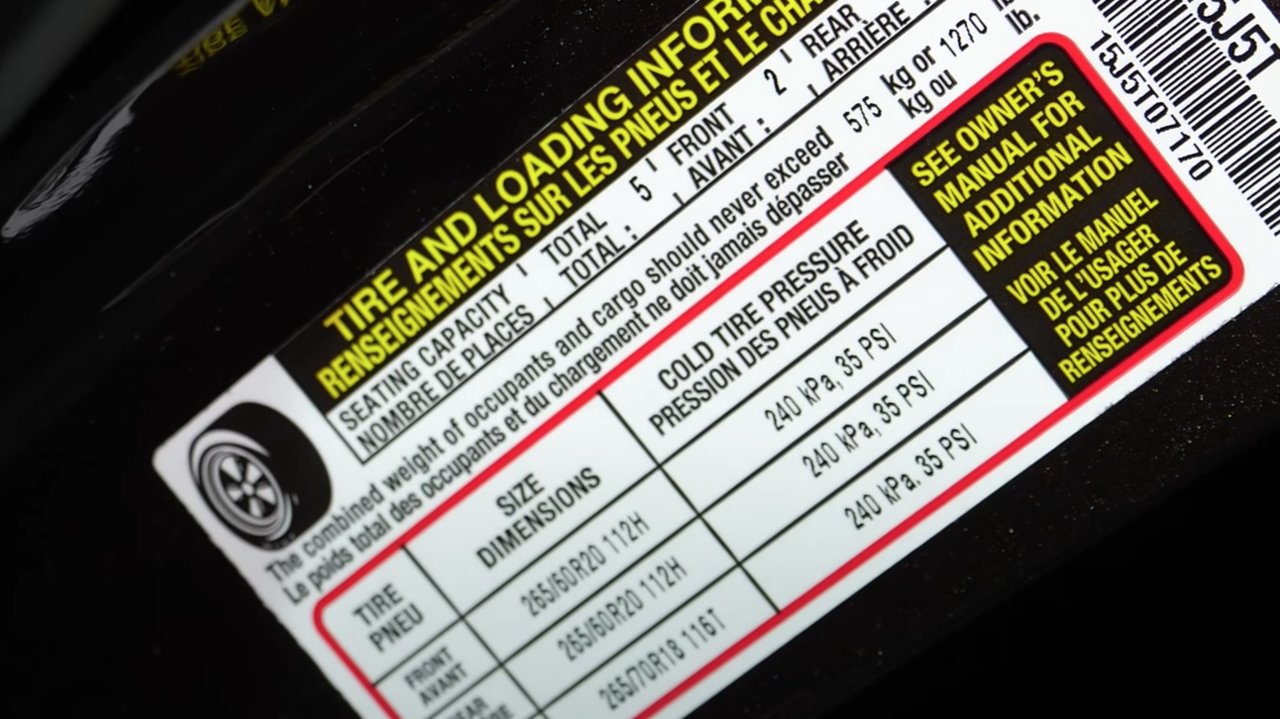 TIRE AND LOADING INFORM
RENSEIGNEMENTS SUR LES PNEUS ET LE CHA
SEATING CAPACITY TOTAL 5 FRONT 2 REAR
NOMBRE DE PLACES TOTAL : AVANT : ARRIÈRE :
The combined weight of occupants and cargo should never exceed 575 kg or 1270 lb.
Le poids total des occupants et du chargement ne doit jamais dépasser kg ou lb.
TIRE
PNEU
SIZE
DIMENSIONS
COLD TIRE PRESSURE
PRESSION DES PNEUS À FROID
FRONT
AVANT
265/60R20 112H
240 kPa, 35 PSI
265/60R20 112H
240 kPa, 35 PSI
265/70R18 116T
240 kPa. 35 PSI
SEE OWNER'S
MANUAL FOR
ADDITIONAL
INFORMATION
VOIR LE MANUEL
DE L'USAGER
POUR PLUS DE
RENSEIGNEMENTS
15J5T07170
5J5T